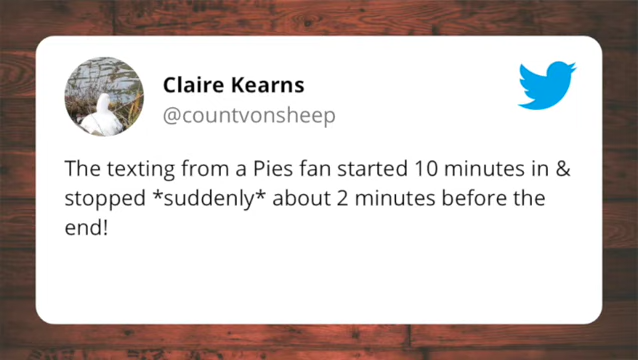 Claire Kearns
@countvonsheep
The texting from a Pies fan started 10 minutes in &
stopped *suddenly* about 2 minutes before the
end!